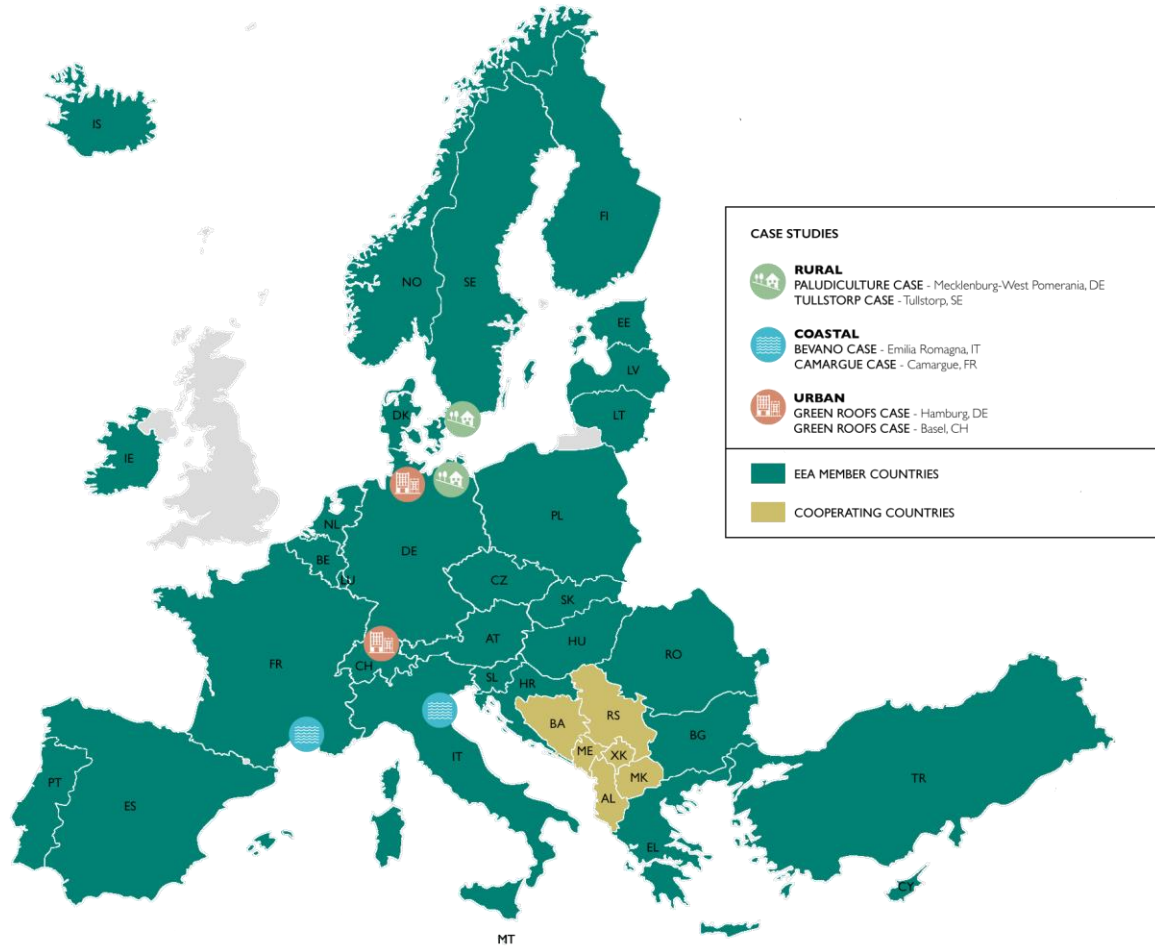 IS
FI
NO
SE
EE
LV
DK
LT
IE
NL
PL
BE
DE
LU
CZ
SK
AT
HU
FR
CH
RO
SL
HR
BA
RS
BG
ME
XK
IT
MK
PT
ES
AL
TR
EL
CY
MT
CASE STUDIES
RURAL
PALUDICULTURE CASE - Mecklenburg-West Pomerania, DE
TULLSTORP CASE - Tullstorp, SE
COASTAL
BEVANO CASE - Emilia Romagna, IT
CAMARGUE CASE - Camargue, FR
URBAN
GREEN ROOFS CASE - Hamburg, DE
GREEN ROOFS CASE - Basel, CH
EEA MEMBER COUNTRIES
COOPERATING COUNTRIES